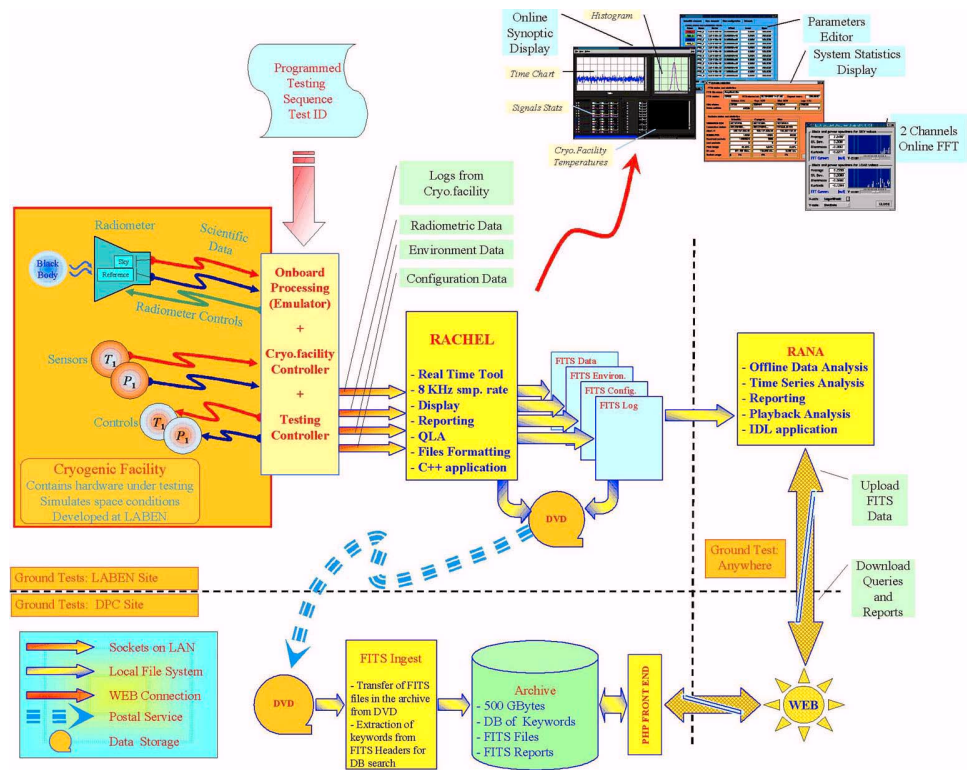 Programmed
Testing
Sequence
Test ID
Online
Synoptic
Display
Histogram
Time Chart
Signals Stats
Cryo.Facility
Temperatures
Parameters
Editor
System Statistics
Display
2 Channels
Online FFT
Logs from
Cryo.facility
Radiometric Data
Environment Data
Configuration Data
Radiometer
Scientific
Data
Black
Body
Sky
Reference
Radiometer Controls
Sensors
T1
P1
Controls
T1
P1
Cryogenic Facility
Contains hardware under testing
Simulates space conditions
Developed at LABEN
Onboard
Processing
(Emulator)
+
Cryo.facility
Controller
+
Testing
Controller
RACHEL
- Real Time Tool
- 8 KHz smp. rate
- Display
- Reporting
- QLA
- Files Formatting
- C++ application
FITS Data
FITS Environ.
FITS Config.
FITS Log
DVD
RANA
- Offline Data Analysis
- Time Series Analysis
- Reporting
- Playback Analysis
- IDL application
Upload
FITS
Data
Ground Test:
Anywhere
Download
Queries
and
Reports
Ground Tests: LABEN Site
Ground Tests: DPC Site
Sockets on LAN
Local File System
WEB Connection
Postal Service
Data Storage
DVD
FITS Ingest
- Transfer of FITS
files in the archive
from DVD
- Extraction of
keywords from
FITS Headers for
DB search
Archive
- 500 GBytes
- DB of Keywords
- FITS Files
- FITS Reports
PHP FRONT END
WEB